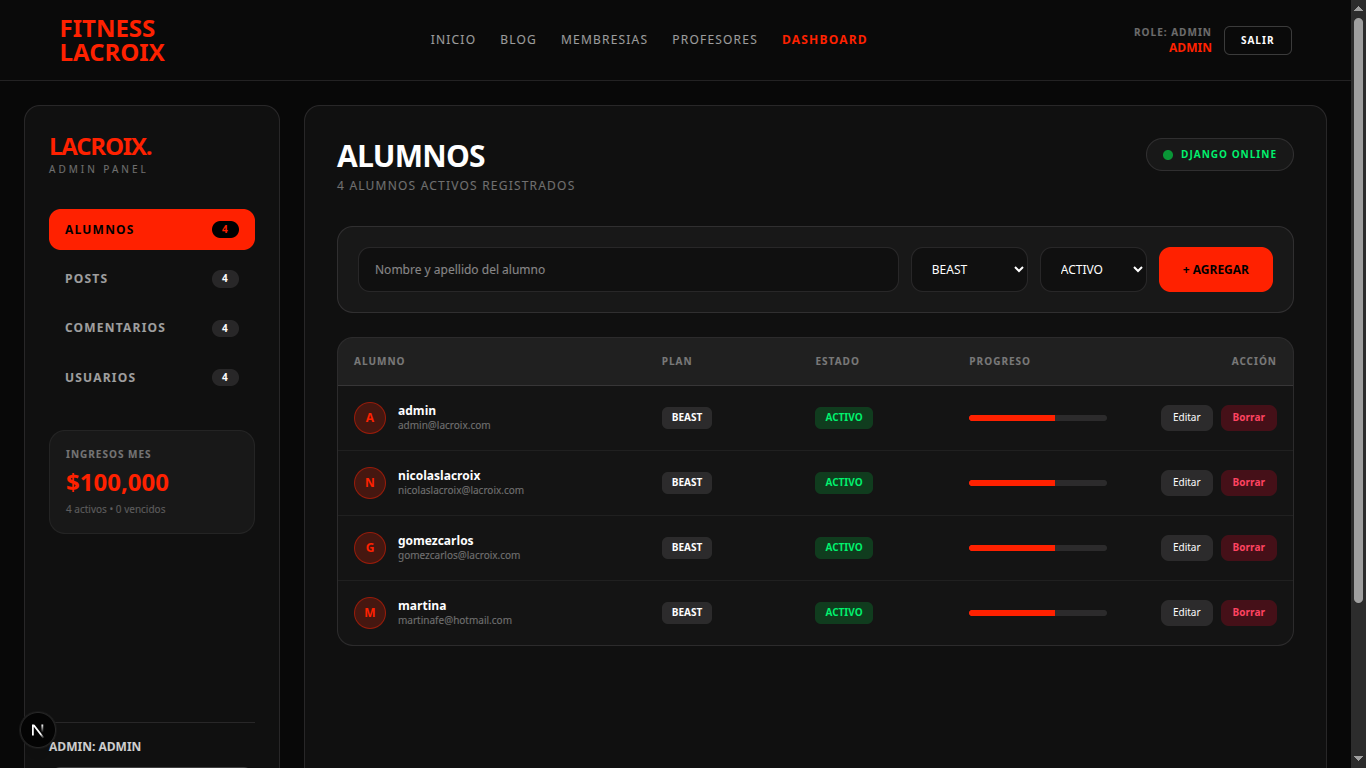 FITNESS
LACROIX
INICIO BLOG MEMBRESIAS PROFESORES DASHBOARD
ROLE: ADMIN
ADMIN
SALIR
LACROIX.
ADMIN PANEL
ALUMNOS 4
POSTS 4
COMENTARIOS 4
USUARIOS 4
INGRESOS MES
$100,000
4 activos • 0 vencidos
ADMIN: ADMIN
ALUMNOS
4 ALUMNOS ACTIVOS REGISTRADOS
DJANGO ONLINE
Nombre y apellido del alumno BEAST ACTIVO + AGREGAR
ALUMNO PLAN ESTADO PROGRESO ACCIÓN
A admin BEAST ACTIVO Editar Borrar
admin@lacroix.com
N nicolaslacroix BEAST ACTIVO Editar Borrar
nicolaslacroix@lacroix.com
G gomezcarlos BEAST ACTIVO Editar Borrar
gomezcarlos@lacroix.com
M martina BEAST ACTIVO Editar Borrar
martinafe@hotmail.com
N